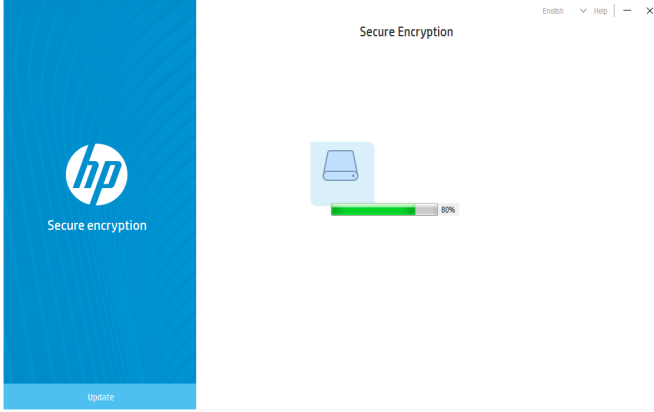 English Help
Secure Encryption
hp
Secure encryption
80%
Update